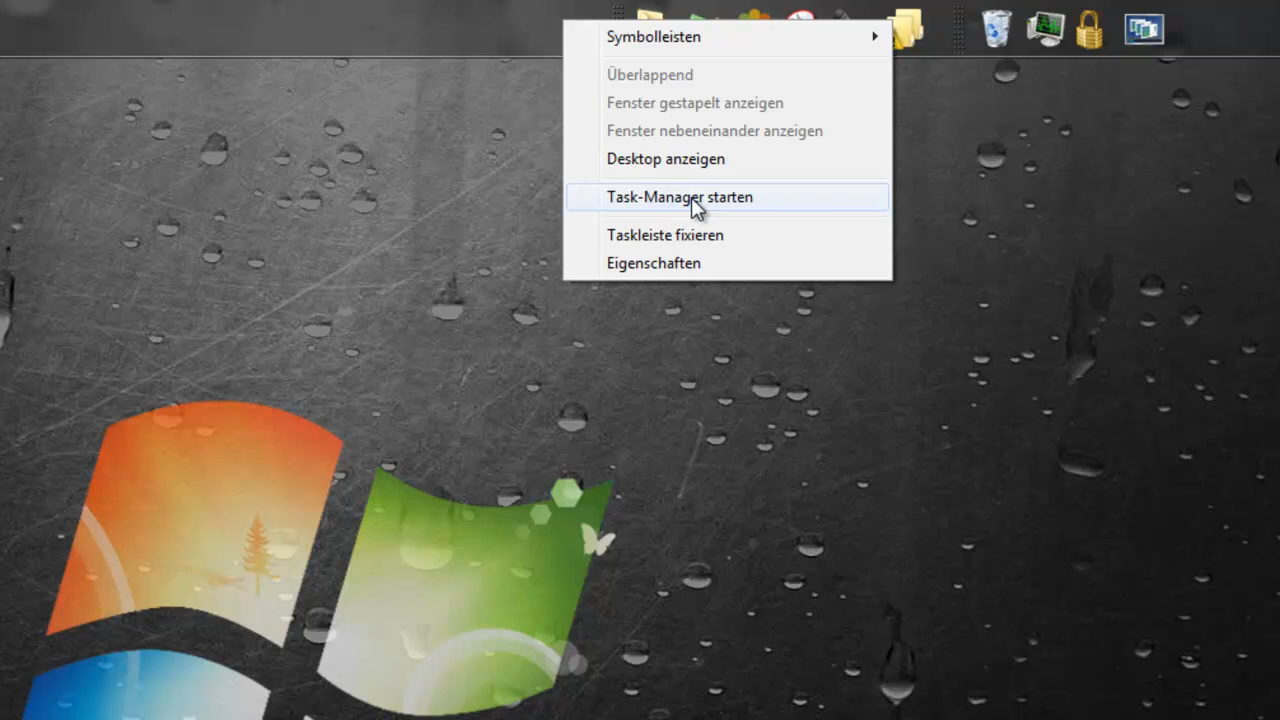 Symbolleisten
Überlappend
Fenster gestapelt anzeigen
Fenster nebeneinander anzeigen
Desktop anzeigen
Task-Manager starten
Taskleiste fixieren
Eigenschaften